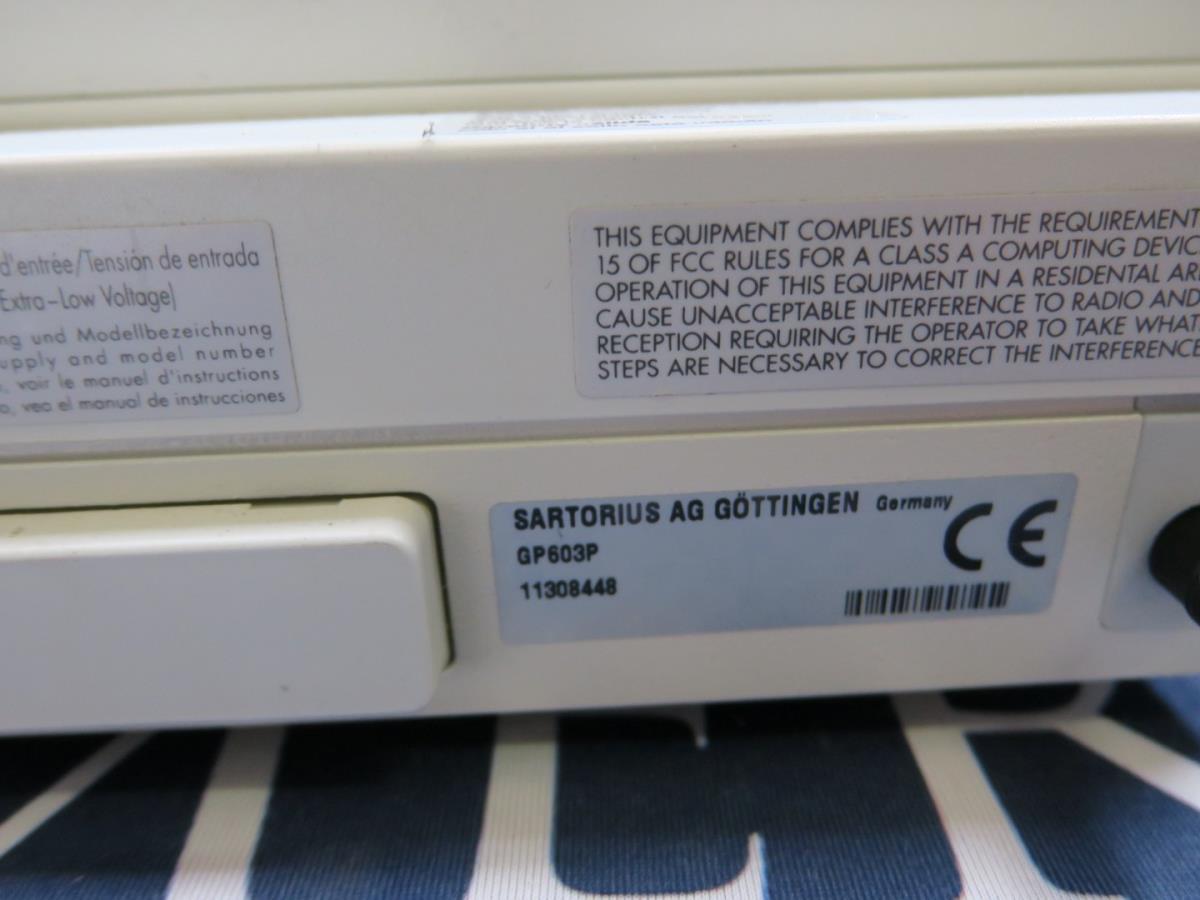 d'entrée/Tensión de entrada
Extra-Low Voltage)
ng und Modellbezeichnung
upply and model number
, voir le manuel d'instructions
o, vea el manual de instrucciones
THIS EQUIPMENT COMPLIES WITH THE REQUIREMENT
15 OF FCC RULES FOR A CLASS A COMPUTING DEVIC
OPERATION OF THIS EQUIPMENT IN A RESIDENTAL AR
CAUSE UNACCEPTABLE INTERFERENCE TO RADIO AND
RECEPTION REQUIRING THE OPERATOR TO TAKE WHAT
STEPS ARE NECESSARY TO CORRECT THE INTERFERENCE
SARTORIUS AG GÖTTINGEN Germany
GP603P
11308448
CE